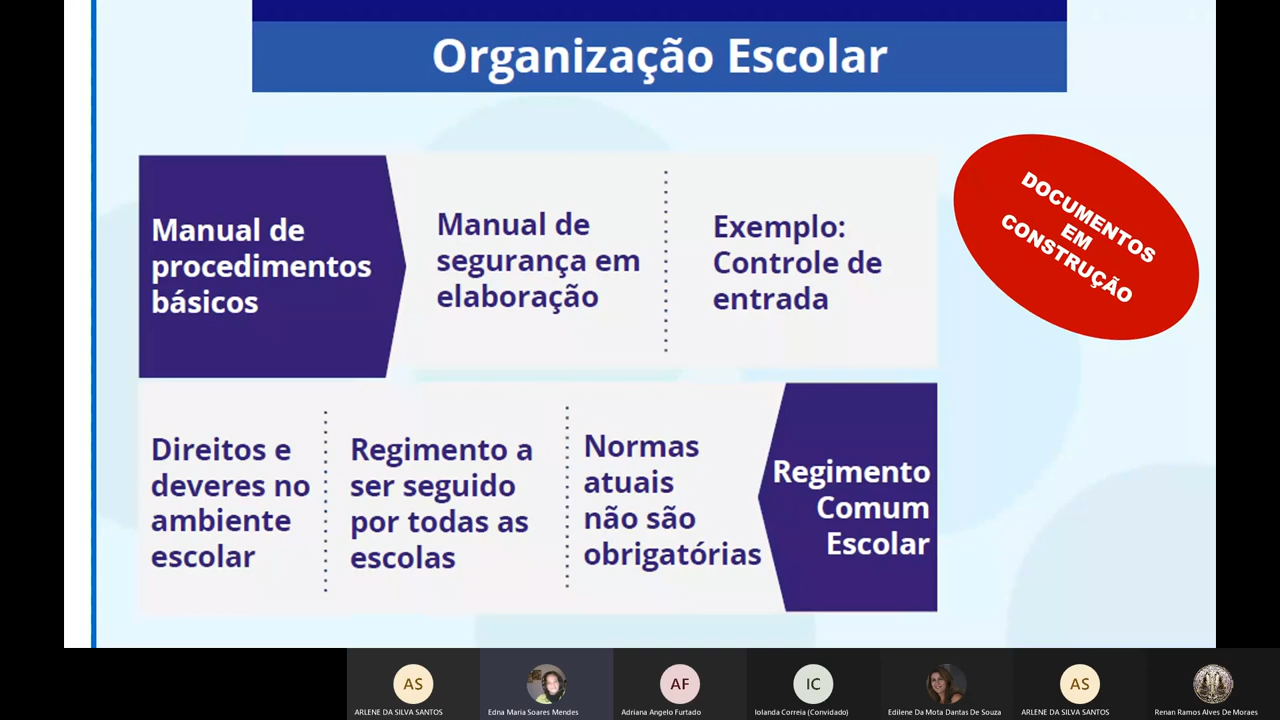 Organização Escolar
Manual de
procedimentos
básicos
Manual de
segurança em
elaboração
Exemplo:
Controle de
entrada
DOCUMENTOS
EM
CONSTRUÇÃO
Direitos e
deveres no
ambiente
escolar
Regimento a
ser seguido
por todas as
escolas
Normas
atuais
não são
obrigatórias
Regimento
Comum
Escolar
AS
ARLENE DA SILVA SANTOS
Edna Maria Soares Mendes
AF
Adriana Angelo Furtado
IC
Iolanda Correia (Convidado)
Edilene Da Mota Dantas De Souza
AS
ARLENE DA SILVA SANTOS
Renan Ramos Alves De Moraes